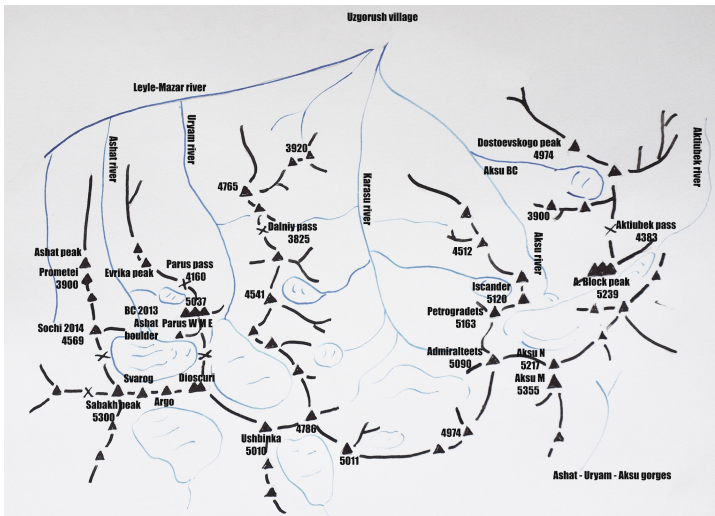 Uzgorush village
Leyle-Mazar river
Ashat river
Uryam river
Karasu river
Aktiubek river
Dostoevskogo peak
4974
Aksu BC
3920
4765
Dalniy pass
3825
3900
Aktiubek pass
4383
4512
Aksu river
Ashat peak
Prometei
3900
Evrika peak
Parus pass
4160
5037
BC 2013
Parus W M E
Ashat
boulder
Sochi 2014
4569
4541
Iscander
5120
Petrogradets
5163
A. Block peak
5239
Admiralteets
5090
Aksu N
5217
Aksu M
5355
Svarog
Dioscuri
Argo
Sabakh peak
5300
Ushbinka
5010
4786
5011
4974
Ashat - Uryam - Aksu gorges